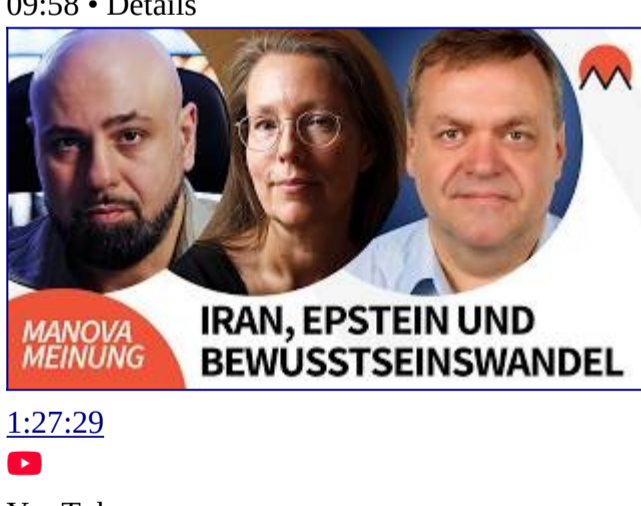 09:58 • Details
MANOVA
MEINUNG
IRAN, EPSTEIN UND
BEWUSSTSEINSWANDEL
1:27:29